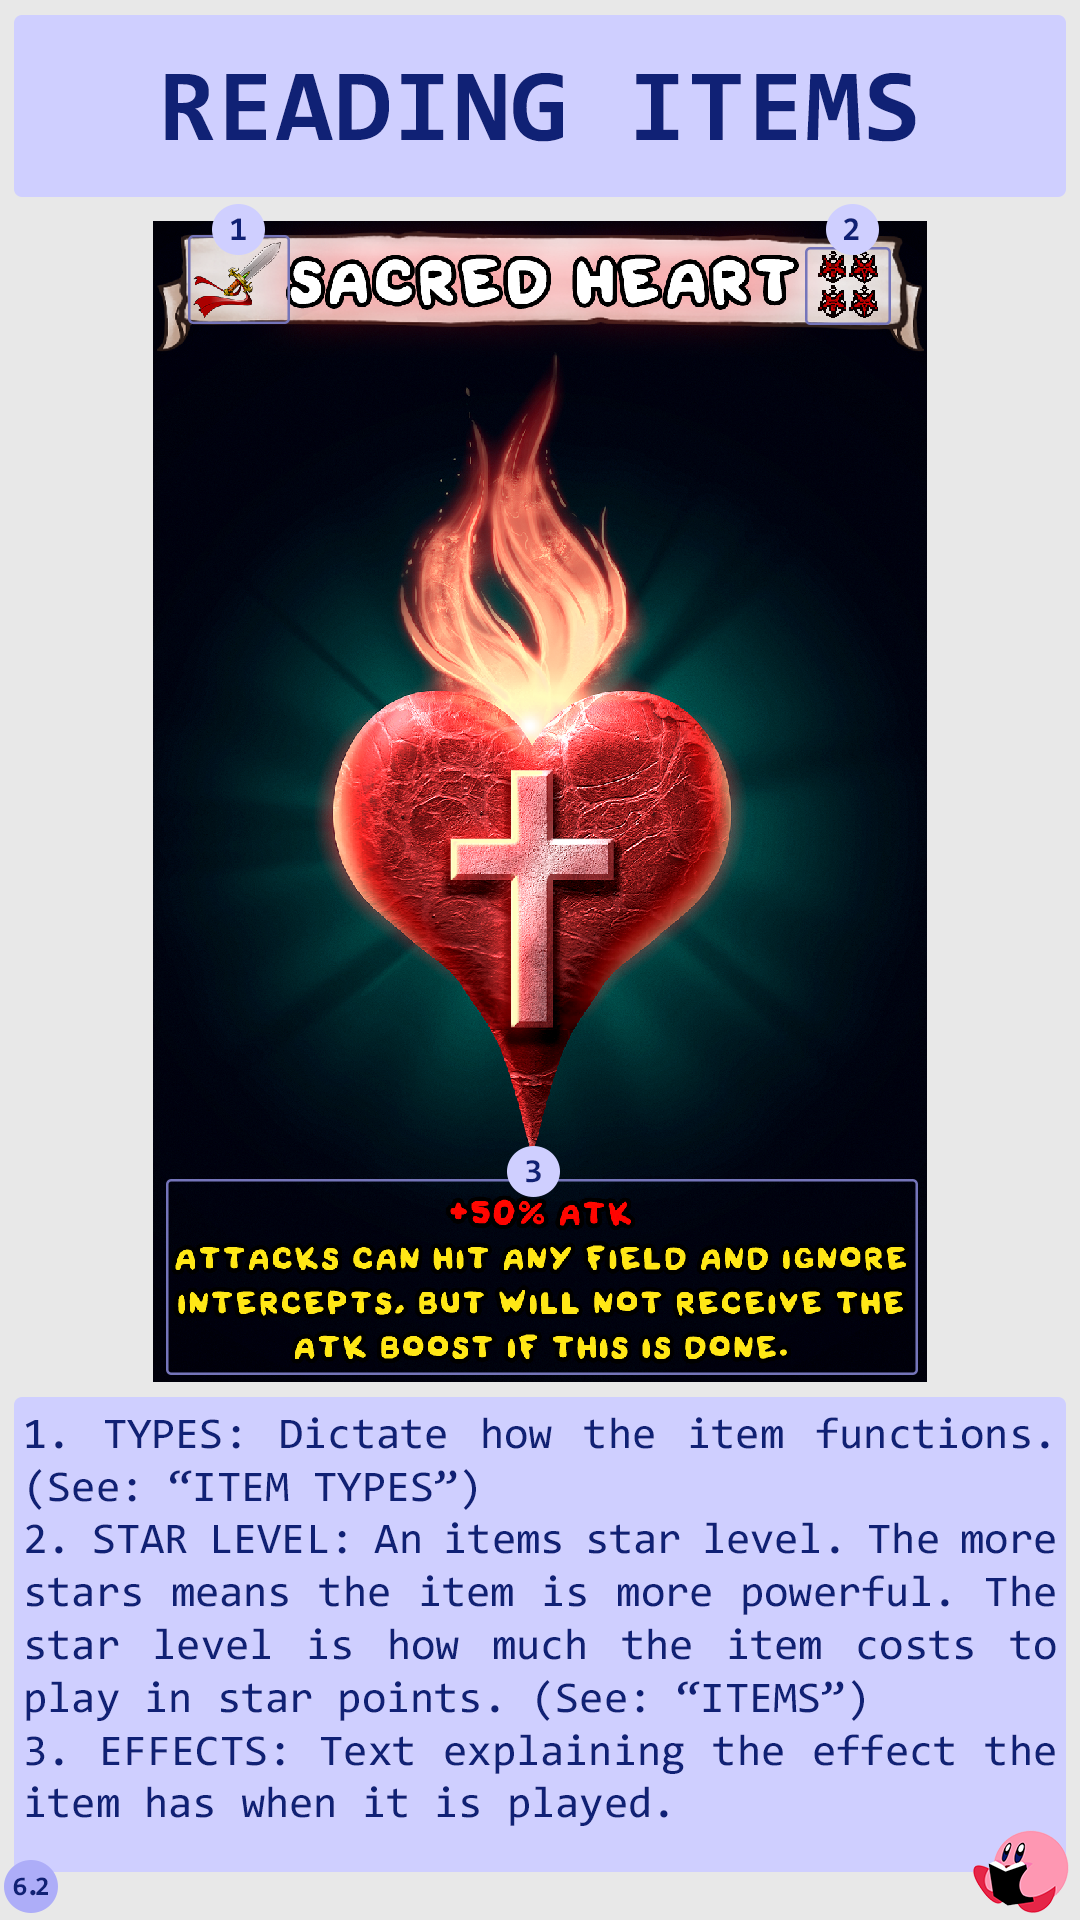 READING ITEMS
1
2
SACRED HEART
3
+50% ATK
ATTACKS CAN HIT ANY FIELD AND IGNORE
INTERCEPTS, BUT WILL NOT RECEIVE THE
ATK BOOST IF THIS IS DONE.
1. TYPES: Dictate how the item functions.
(See: “ITEM TYPES”)
2. STAR LEVEL: An items star level. The more
stars means the item is more powerful. The
star level is how much the item costs to
play in star points. (See: “ITEMS”)
3. EFFECTS: Text explaining the effect the
item has when it is played.
6.2